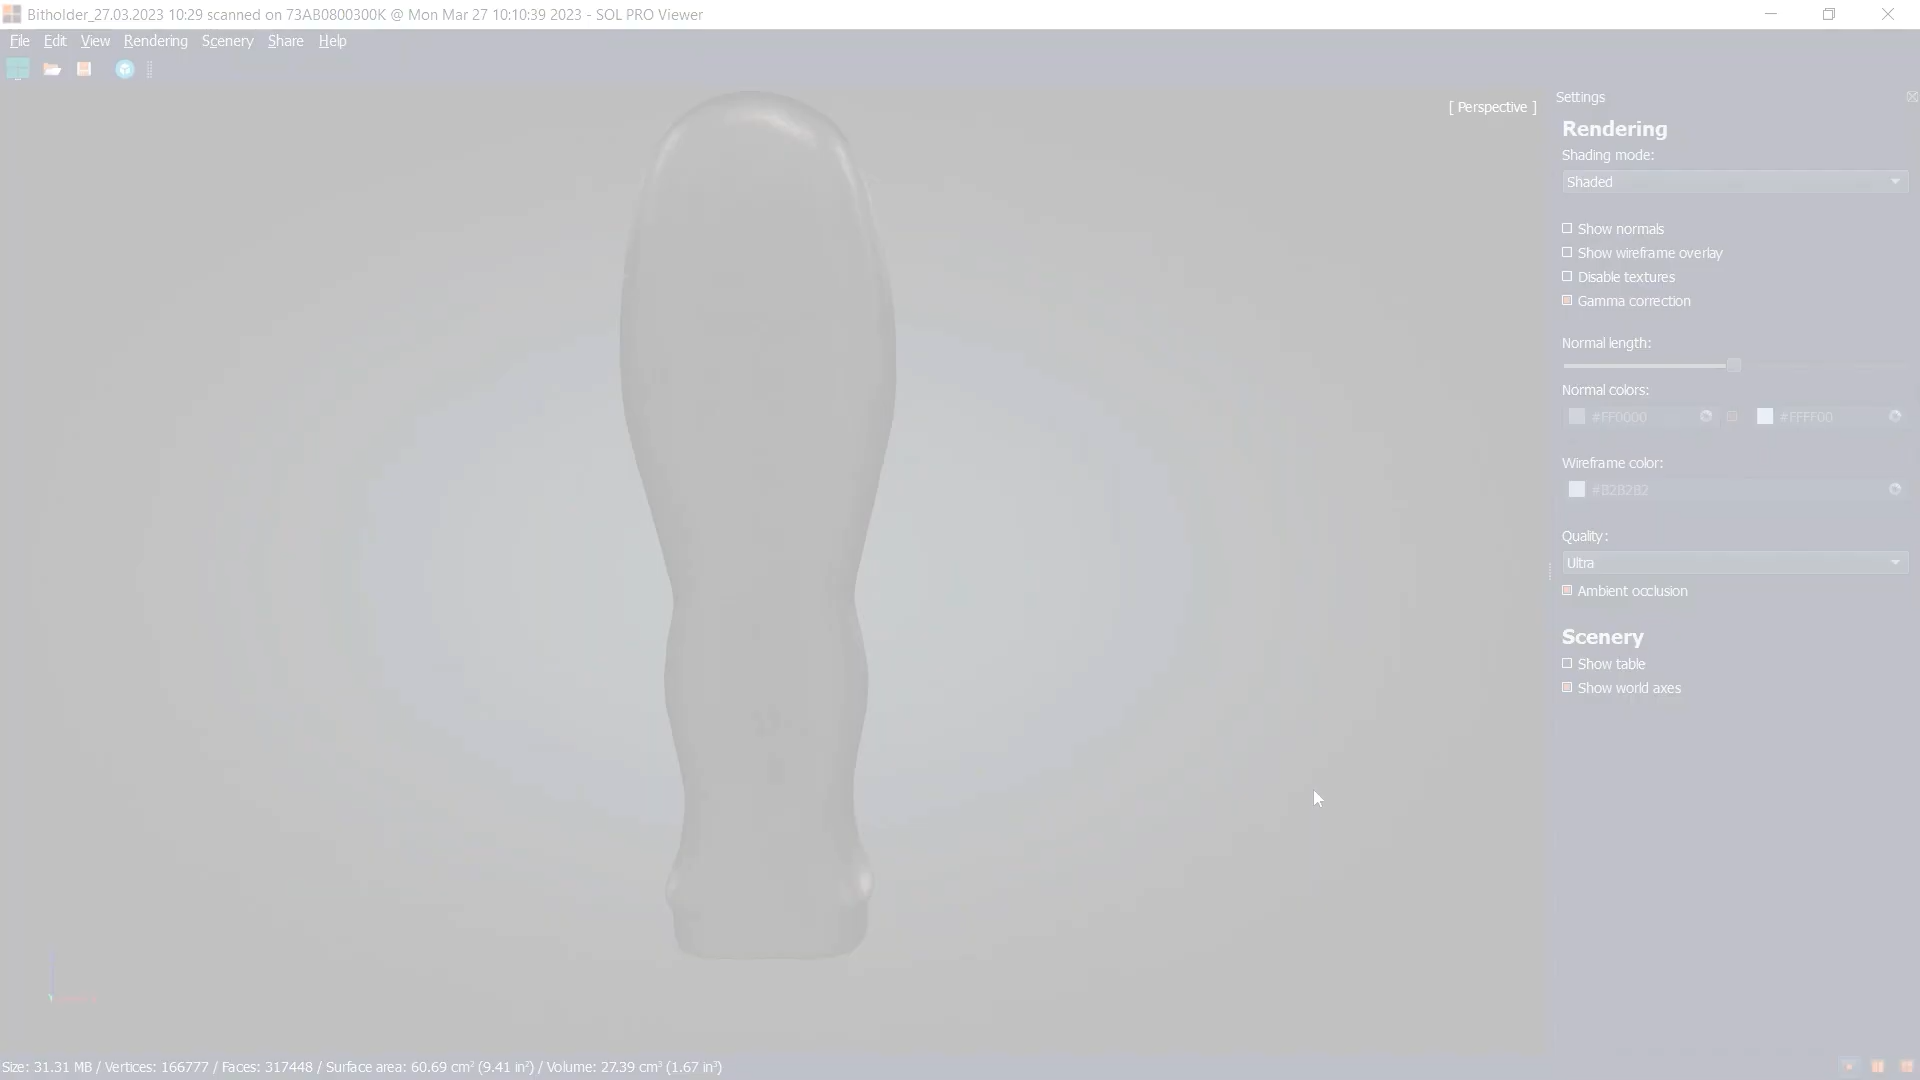 Bitholder_27.03.2023 10:29 scanned on 73AB0800300K @ Mon Mar 27 10:10:39 2023 - SOL PRO Viewer
File Edit View Rendering Scenery Share Help
[ Perspective ]
Settings
Rendering
Shading mode:
Shaded
Show normals
Show wireframe overlay
Disable textures
Gamma correction
Normal length:
Normal colors:
#FF0000 #FFFF00
Wireframe color:
#B2B2B2
Quality:
Ultra
Ambient occlusion
Scenery
Show table
Show world axes
Size: 31.31 MB / Vertices: 166777 / Faces: 317448 / Surface area: 60.69 cm² (9.41 in²) / Volume: 27.39 cm³ (1.67 in³)